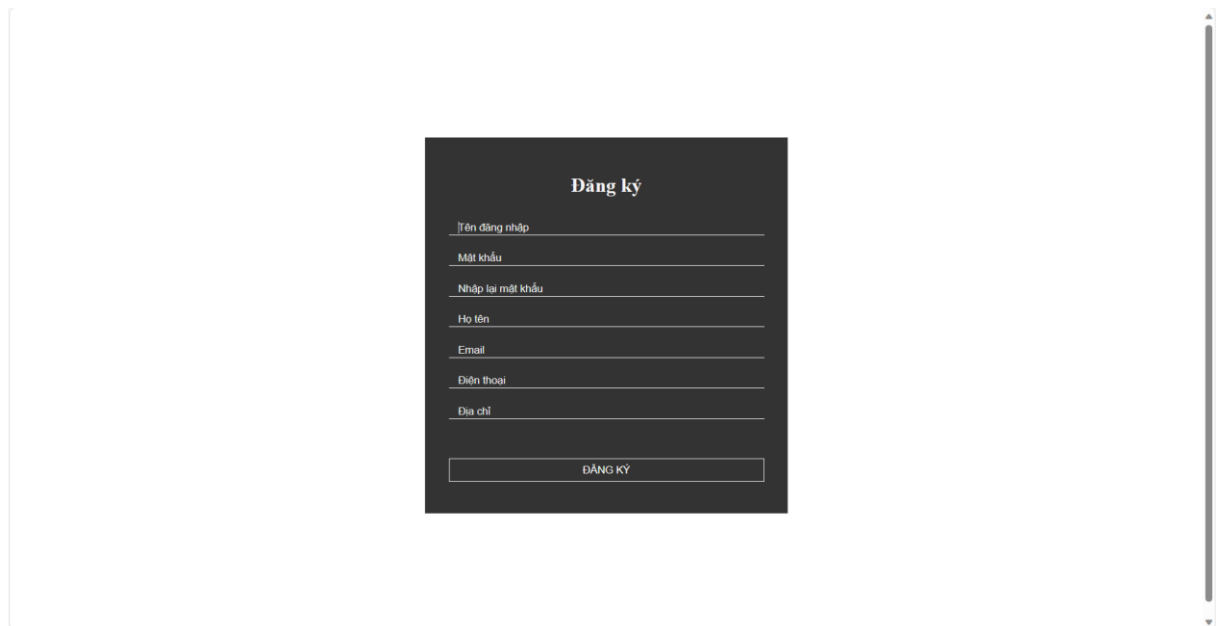 Đăng ký
Tên đăng nhập
Mật khẩu
Nhập lại mật khẩu
Họ tên
Email
Điện thoại
Địa chỉ
ĐĂNG KÝ